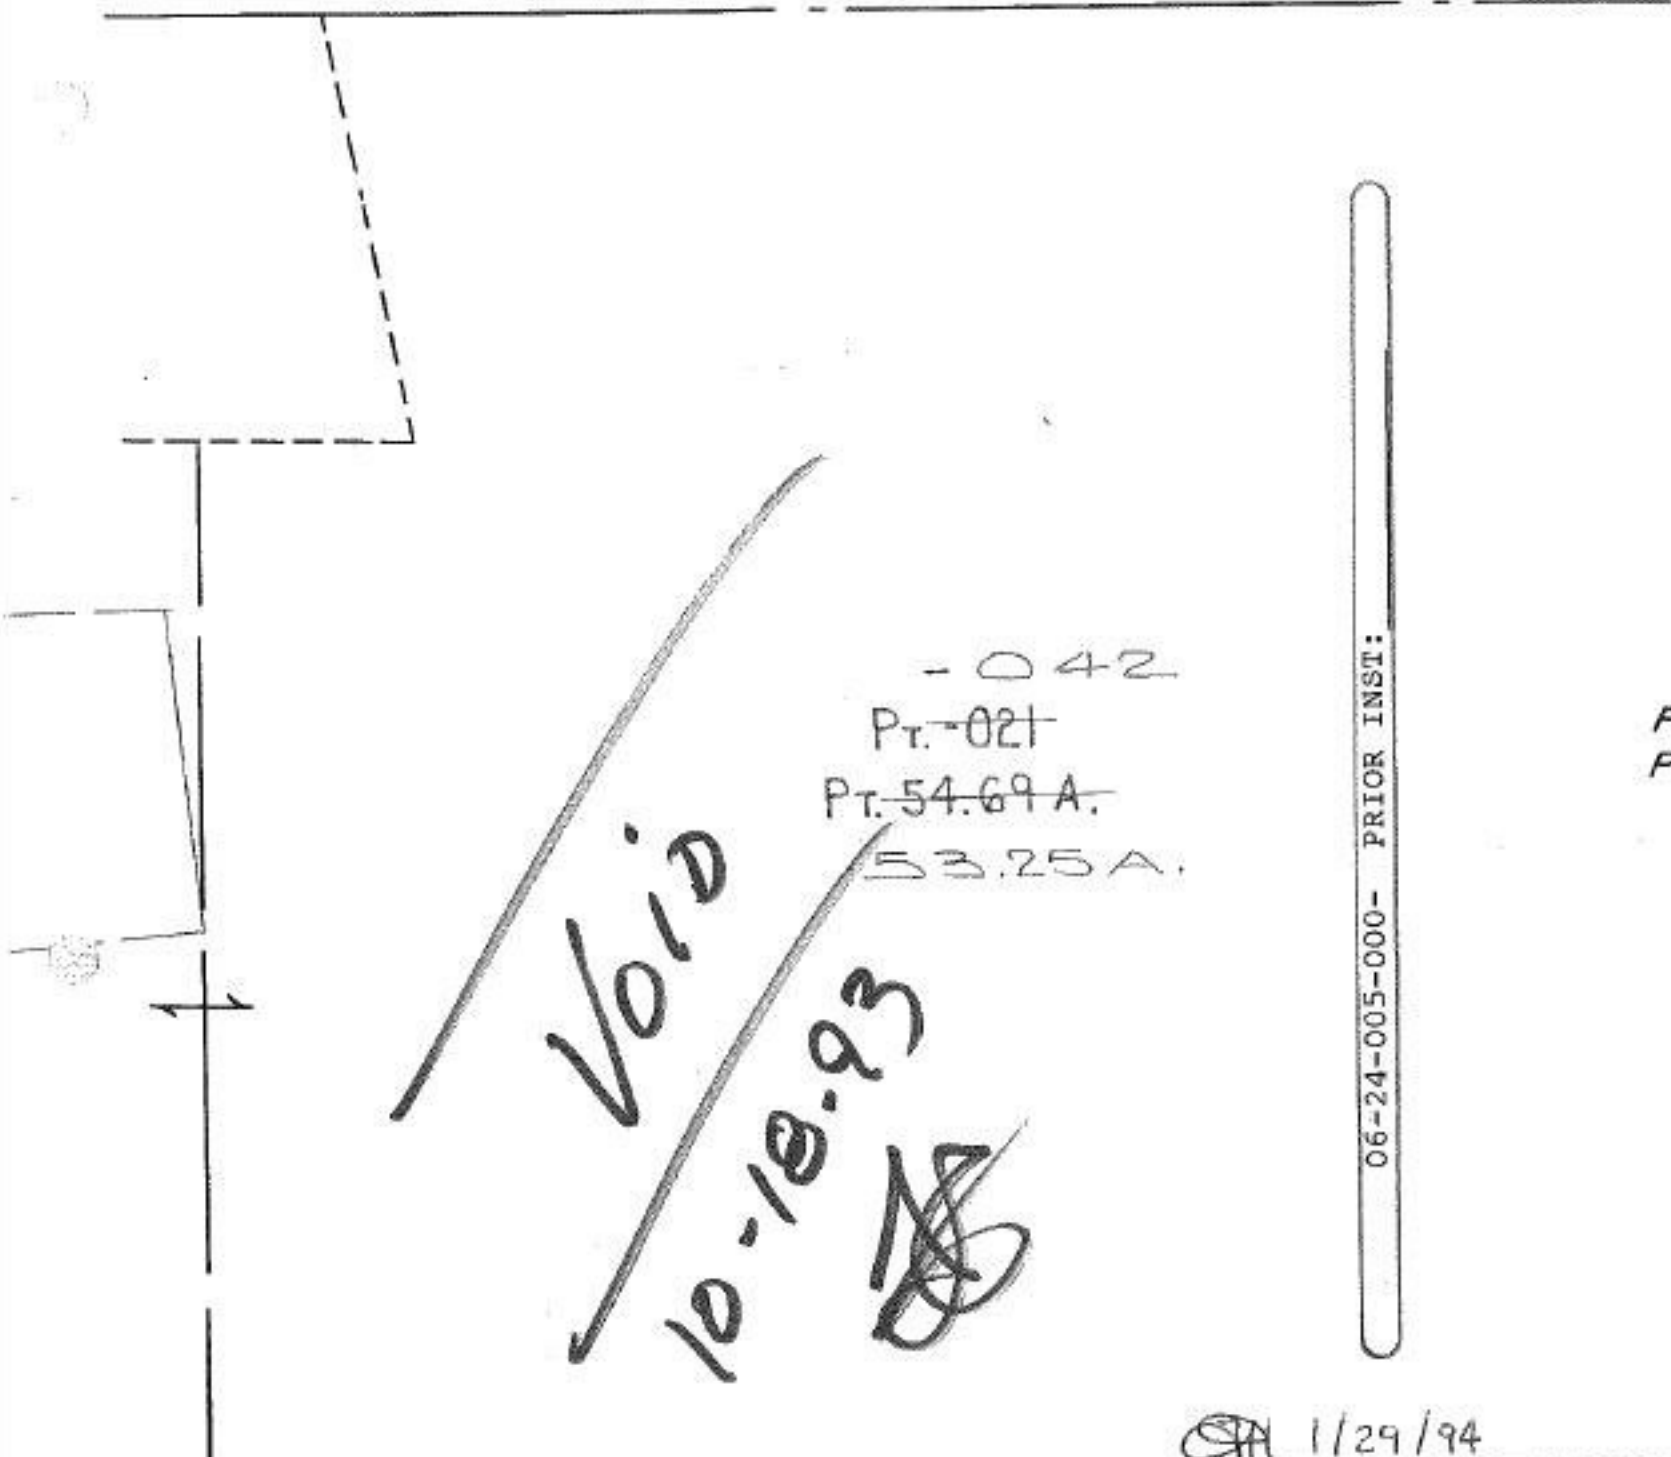 - 042
Pt. -021
Pt. 54.69 A.
53.25 A.
VOID
10-18-93
06-24-005-000- PRIOR INST:
1/29/94